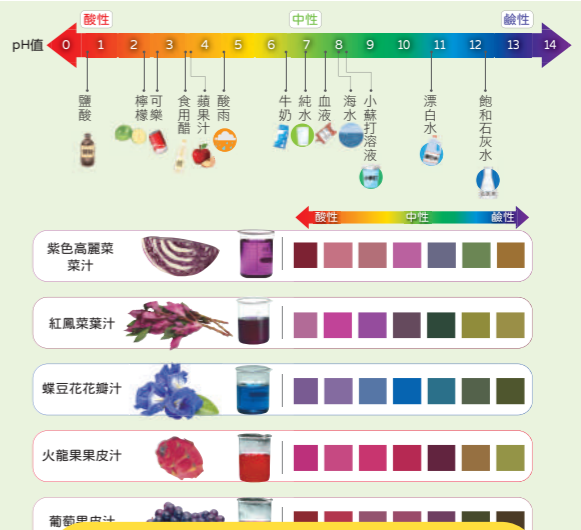 酸性
中性
鹼性
pH值
0 1 2 3 4 5 6 7 8 9 10 11 12 13 14
鹽酸
檸檬
可樂
食用醋
蘋果汁
酸雨
牛奶
純水
血液
海水
小蘇打溶液
漂白水
飽和石灰水
酸性
中性
鹼性
紫色高麗菜
菜汁
紅鳳菜葉汁
蝶豆花花瓣汁
火龍果果皮汁
葡萄果皮汁